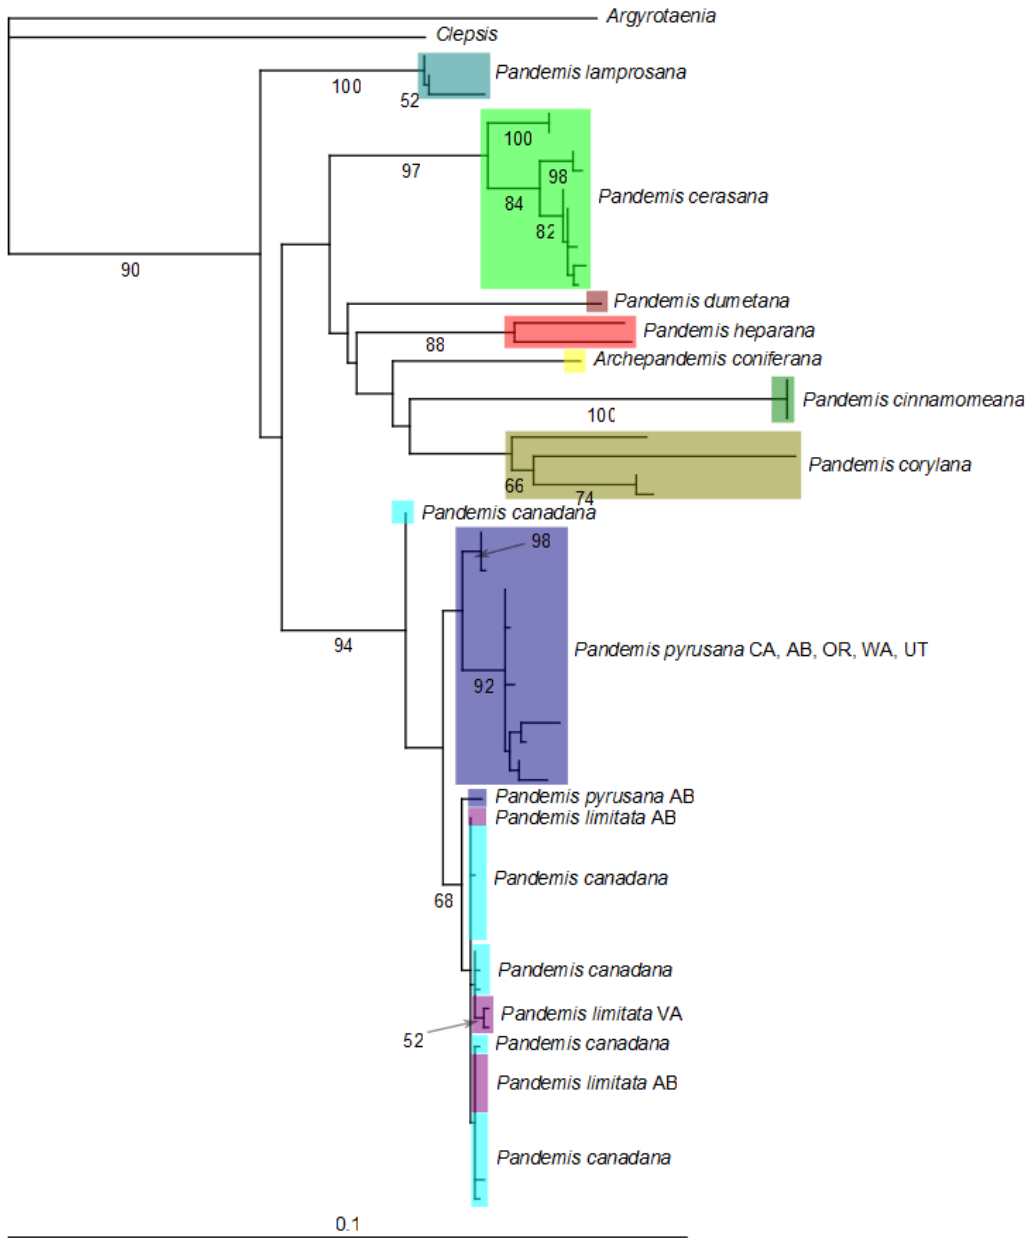 Argyrotaenia
Clepsis
Pandemis lamprosana
100
52
100
97
98
Pandemis cerasana
84
82
90
Pandemis dumetana
Pandemis heparana
88
Archepandemis coniferana
Pandemis cinnamomeana
100
Pandemis corylana
66
74
Pandemis canadana
98
94
Pandemis pyrusana CA, AB, OR, WA, UT
92
Pandemis pyrusana AB
Pandemis limitata AB
Pandemis canadana
68
Pandemis canadana
Pandemis limitata VA
52
Pandemis canadana
Pandemis limitata AB
Pandemis canadana
0.1